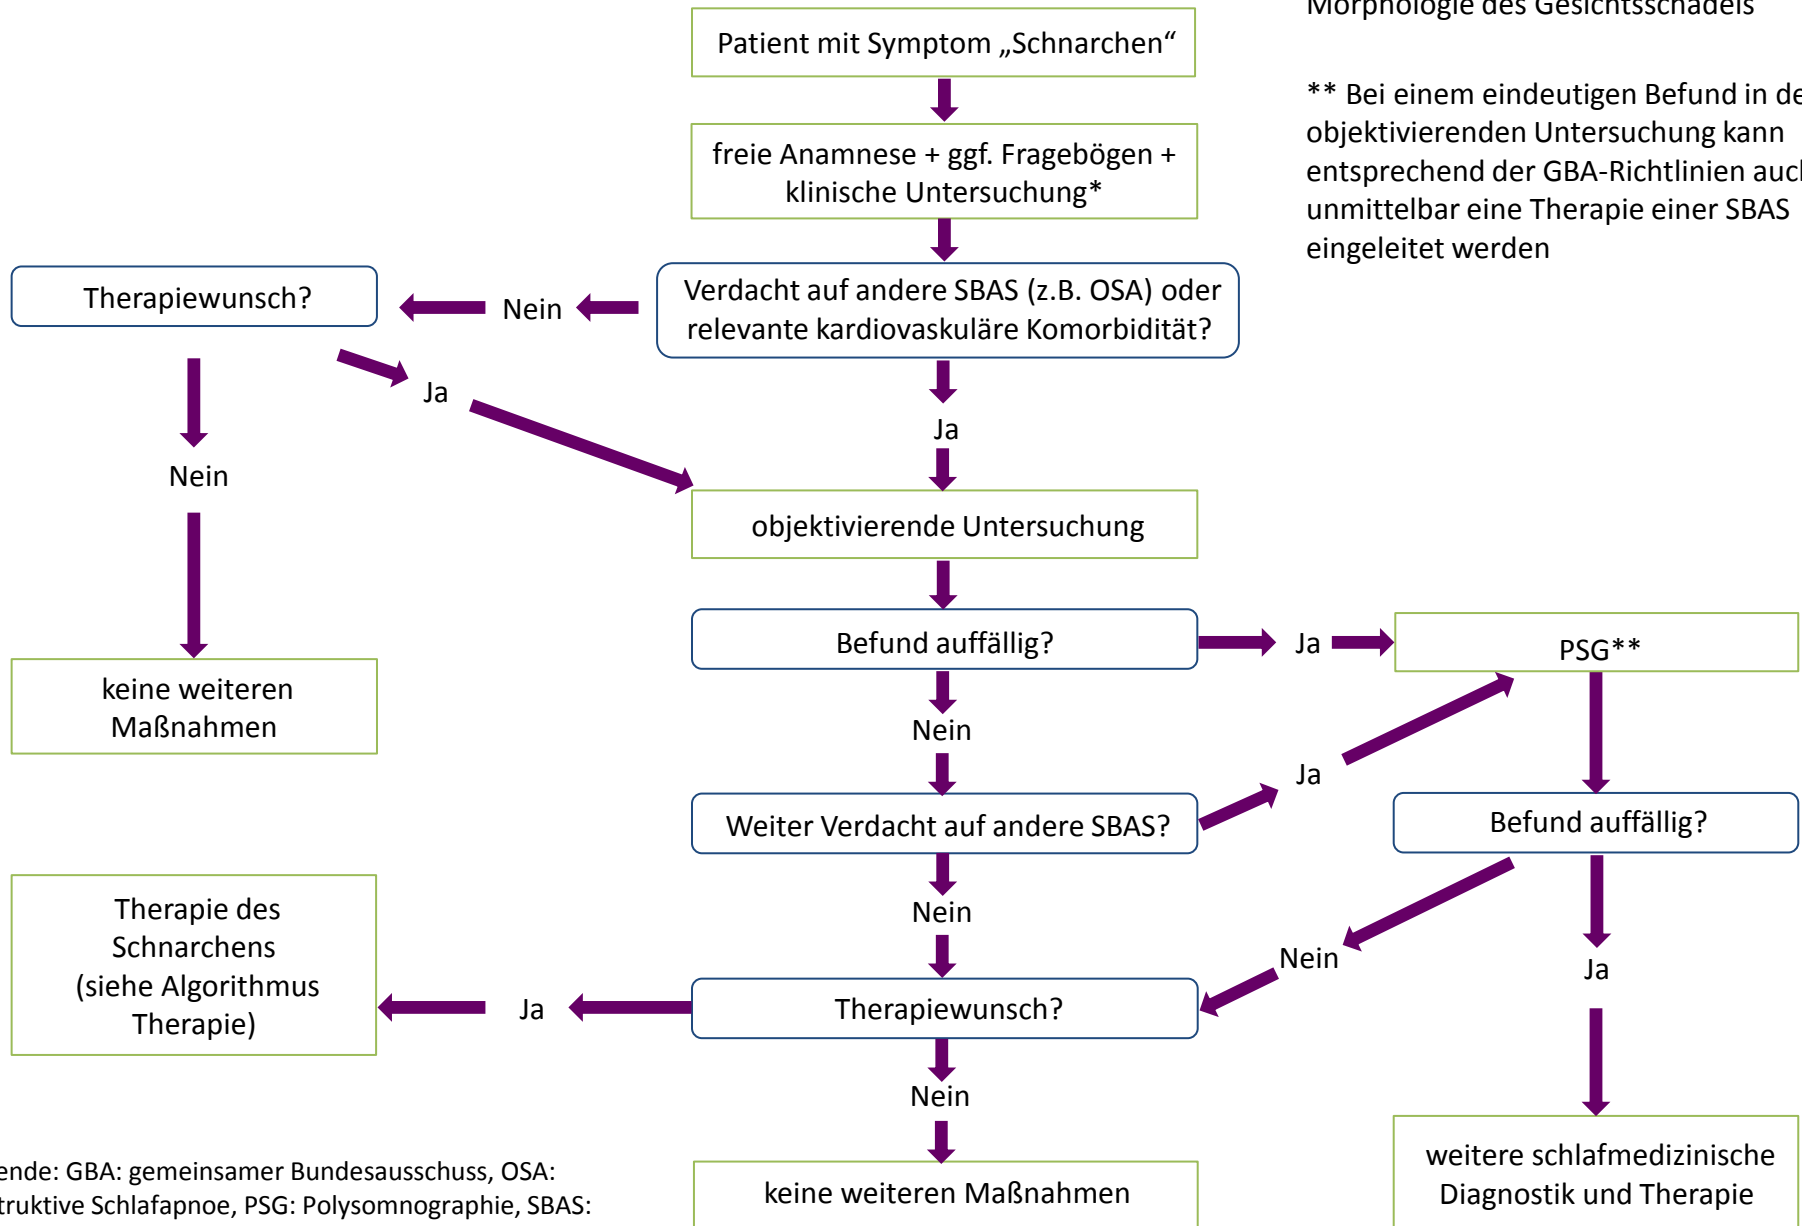 Morphologie des Gesichtsschädels
Patient mit Symptom „Schnarchen“
** Bei einem eindeutigen Befund in
objektivierenden Untersuchung kann
entsprechend der GBA-Richtlinien auch
unmittelbar eine Therapie einer SBAS
eingeleitet werden
freie Anamnese + ggf. Fragebögen +
klinische Untersuchung*
Therapiewunsch?
Nein
Verdacht auf andere SBAS (z.B. OSA) oder
relevante kardiovaskuläre Komorbidität?
Ja
Ja
Nein
objektivierende Untersuchung
Befund auffällig?
Ja
PSG**
keine weiteren
Maßnahmen
Nein
Ja
Weiter Verdacht auf andere SBAS?
Befund auffällig?
Therapie des
Schnarchens
(siehe Algorithmus
Therapie)
Nein
Nein
Ja
Ja
Therapiewunsch?
Nein
weitere schlafmedizinische
Diagnostik und Therapie
keine weiteren Maßnahmen
ende: GBA: gemeinsamer Bundesausschuss, OSA:
truktive Schlafapnoe, PSG: Polysomnographie, SBAS: